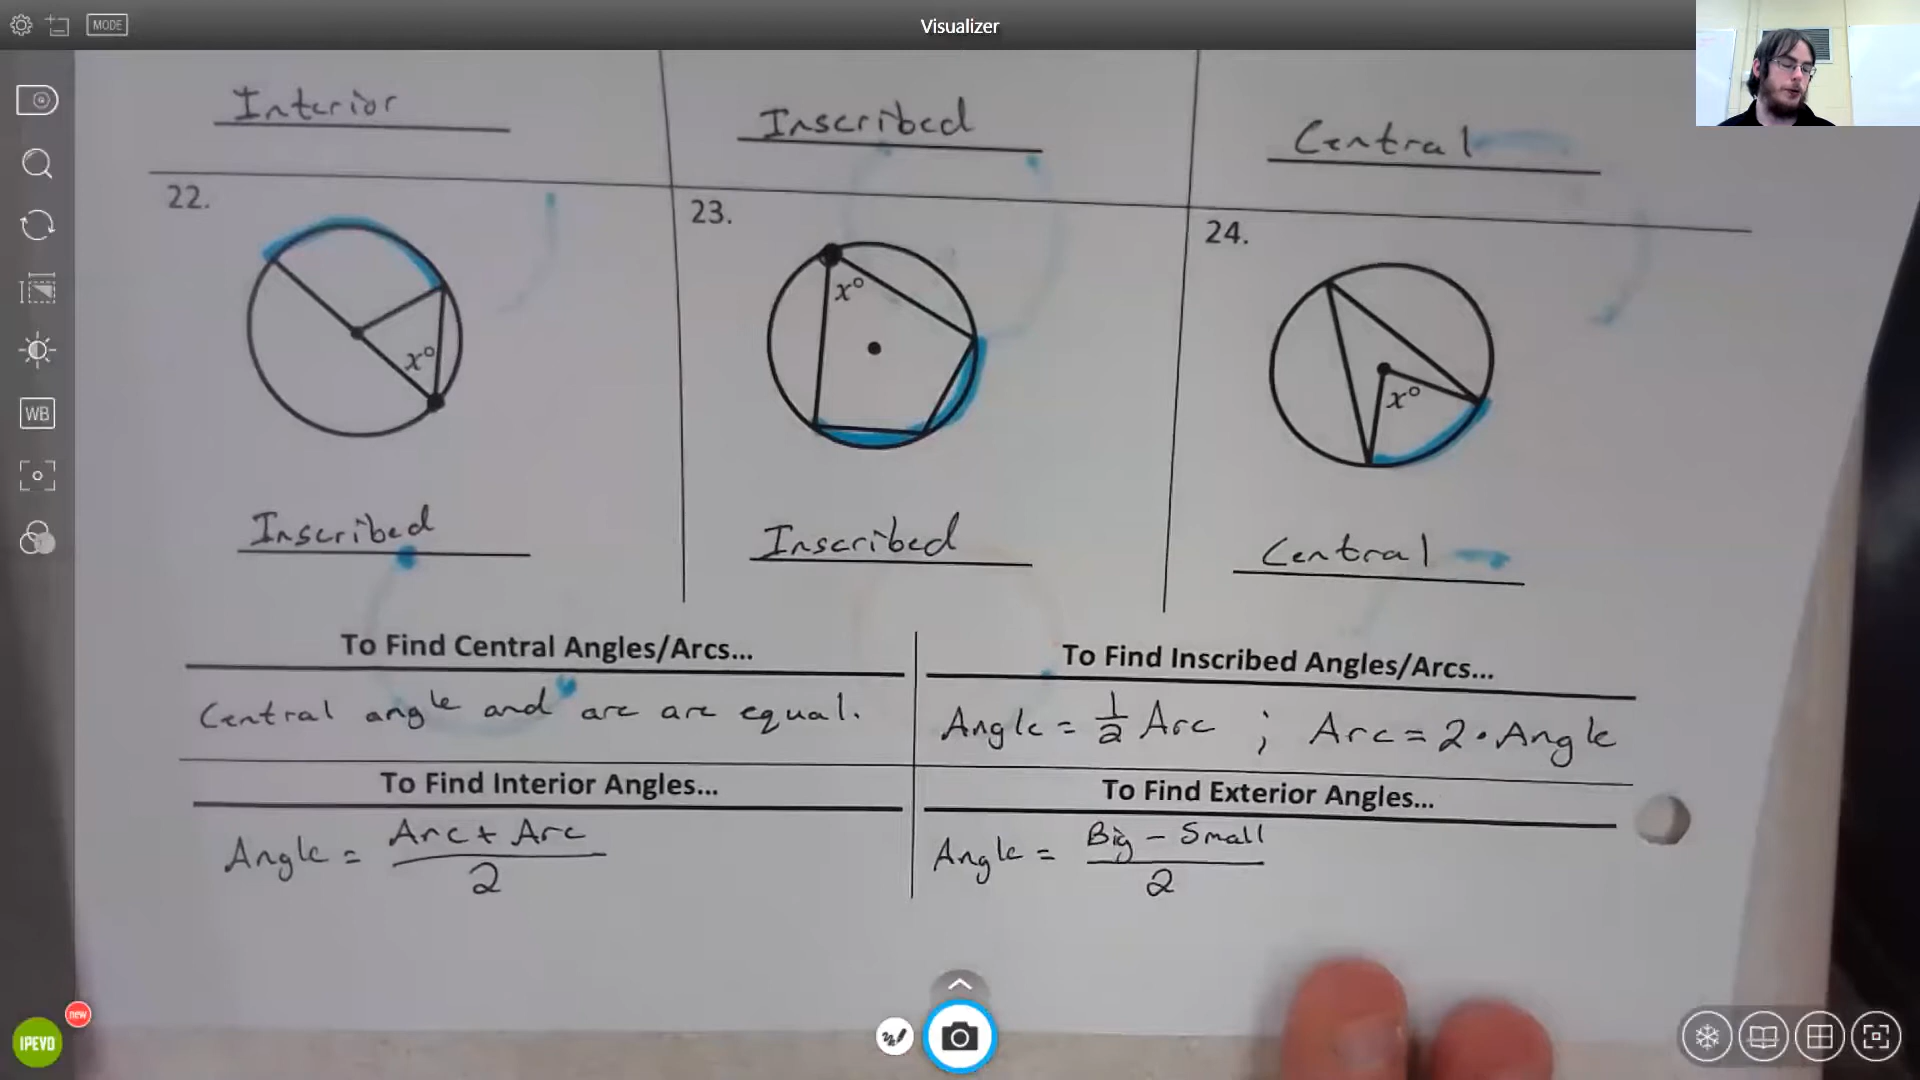 MODE
Visualizer
Interior
Inscribed
Central
22.
23.
24.
x°
x°
x°
WB
Inscribed
Inscribed
Central
To Find Central Angles/Arcs...
To Find Inscribed Angles/Arcs...
Central angle and arc are equal.
Angle = 1/2 Arc ; Arc = 2 · Angle
To Find Interior Angles...
To Find Exterior Angles...
Angle = Arc + Arc / 2
Angle = Big - Small / 2
new
IPEVO